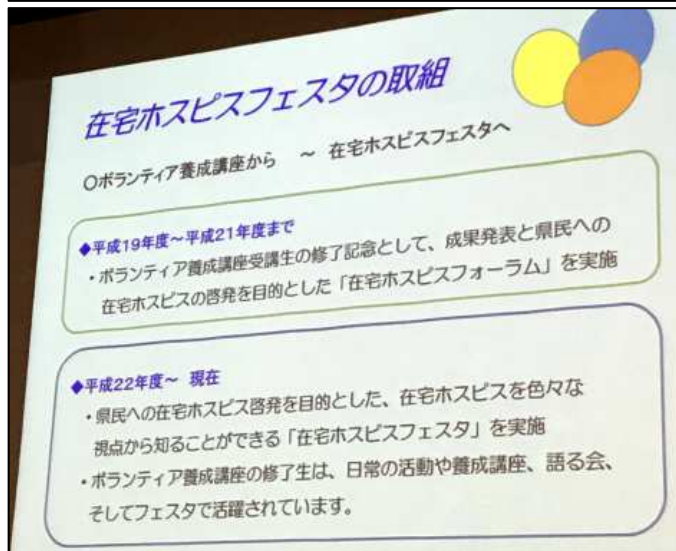 在宅ホスピスフェスタの取組
〇ボランティア養成講座から　～　在宅ホスピスフェスタへ
◆平成19年度～平成21年度まで
・ボランティア養成講座受講生の修了記念として、成果発表と県民への
在宅ホスピスの啓発を目的とした「在宅ホスピスフォーラム」を実施
◆平成22年度～ 現在
・県民への在宅ホスピス啓発を目的とした、在宅ホスピスを色々な
視点から知ることができる「在宅ホスピスフェスタ」を実施
・ボランティア養成講座の修了生は、日常の活動や養成講座、語る会、
そしてフェスタで活躍されています。